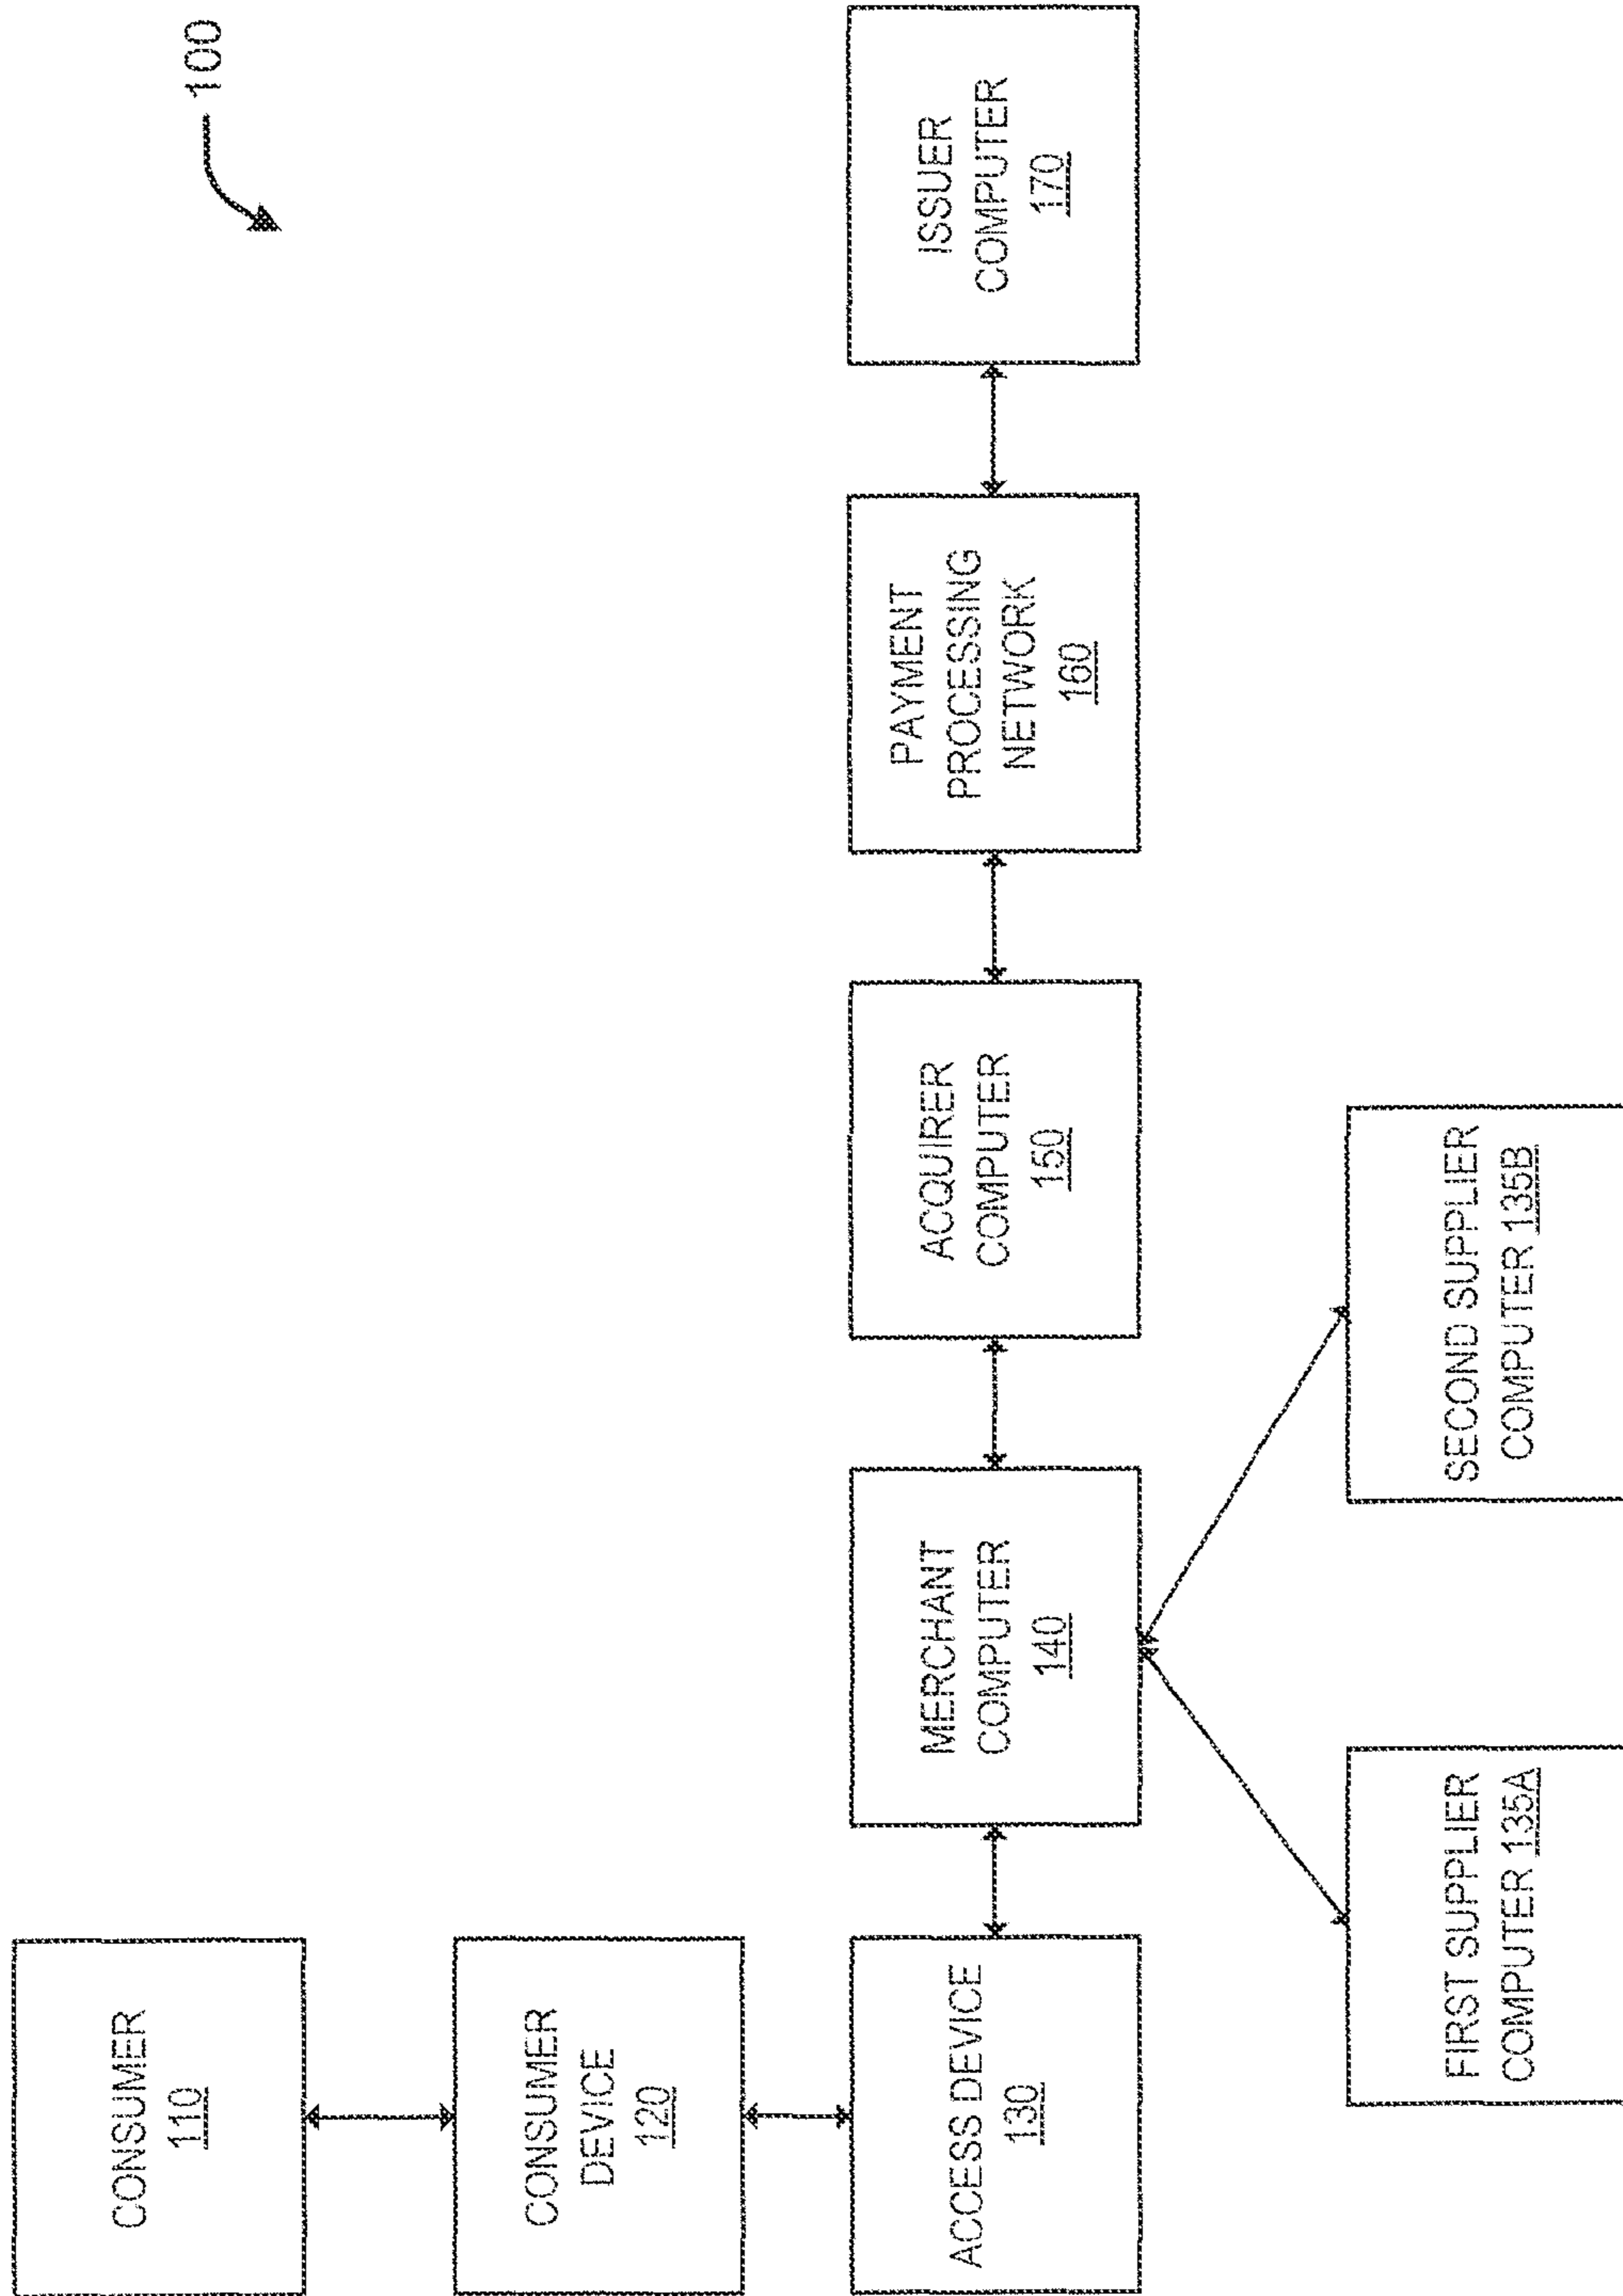 100
CONSUMER
110
CONSUMER
DEVICE
120
ACCESS DEVICE
130
MERCHANT
COMPUTER
140
ACQUIRER
COMPUTER
150
PAYMENT
PROCESSING
NETWORK
160
ISSUER
COMPUTER
170
FIRST SUPPLIER
COMPUTER 135A
SECOND SUPPLIER
COMPUTER 135B